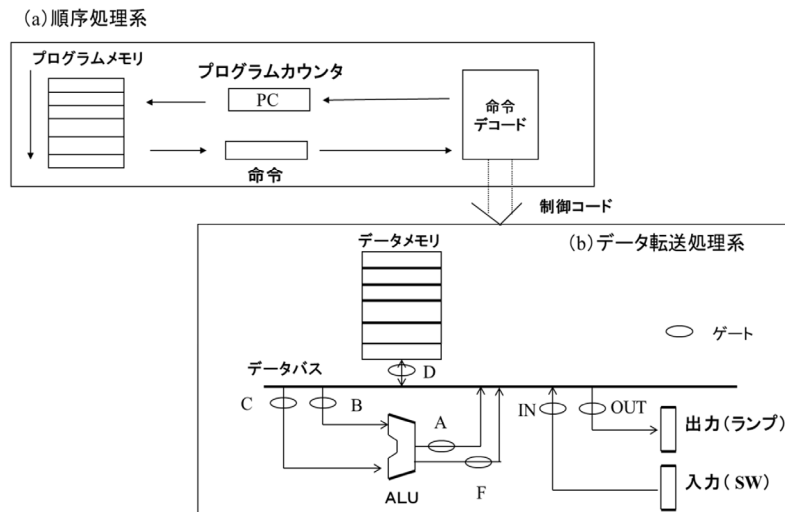 (a)順序処理系
プログラムメモリ
プログラムカウンタ
PC
命令
デコード
命令
制御コード
データメモリ
(b)データ転送処理系
ゲート
データバス
D
C
B
A
IN
OUT
出力(ランプ)
F
入力( SW)
ALU